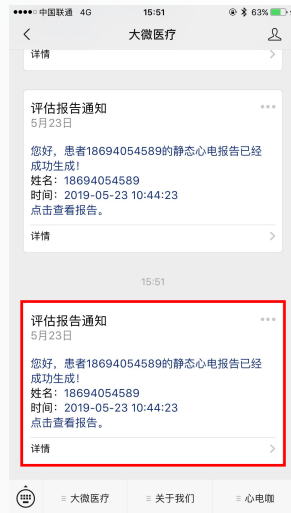 中国联通 4G 15:51 63%
大微医疗
详情
评估报告通知
5月23日
您好，患者18694054589的静态心电报告已经
成功生成！
姓名：18694054589
时间：2019-05-23 10:44:23
点击查看报告。
详情
15:51
评估报告通知
5月23日
您好，患者18694054589的静态心电报告已经
成功生成！
姓名：18694054589
时间：2019-05-23 10:44:23
点击查看报告。
详情
大微医疗 关于我们 心电咖